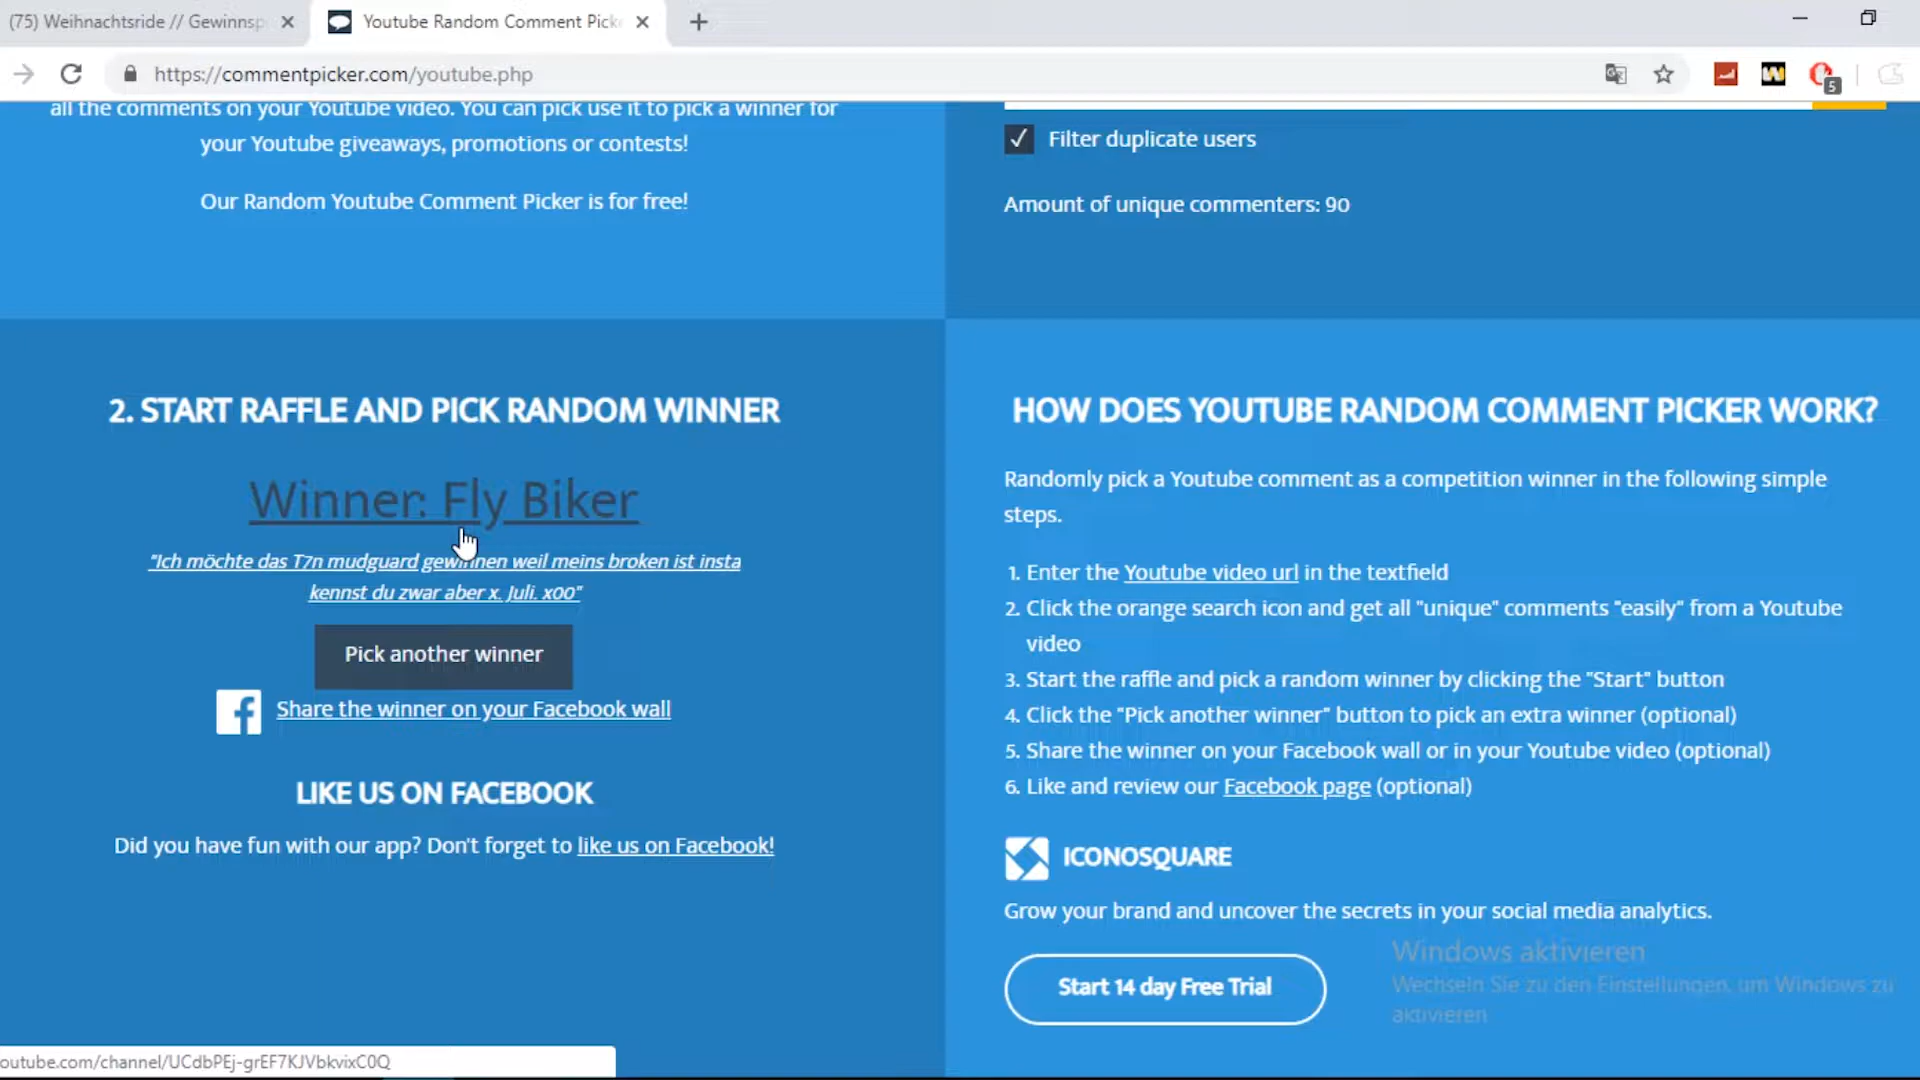 (75) Weihnachtsride // Gewinnsp
Youtube Random Comment Pick
https://commentpicker.com/youtube.php
5
all the comments on your Youtube video. You can pick use it to pick a winner for
your Youtube giveaways, promotions or contests!
Our Random Youtube Comment Picker is for free!
Filter duplicate users
Amount of unique commenters: 90
2. START RAFFLE AND PICK RANDOM WINNER
Winner: Fly Biker
"Ich möchte das T7n mudguard gewinnen weil meins broken ist insta
kennst du zwar aber x. Juli. x00"
Pick another winner
Share the winner on your Facebook wall
LIKE US ON FACEBOOK
Did you have fun with our app? Don't forget to like us on Facebook!
HOW DOES YOUTUBE RANDOM COMMENT PICKER WORK?
Randomly pick a Youtube comment as a competition winner in the following simple
steps.
1. Enter the Youtube video url in the textfield
2. Click the orange search icon and get all "unique" comments "easily" from a Youtube
video
3. Start the raffle and pick a random winner by clicking the "Start" button
4. Click the "Pick another winner" button to pick an extra winner (optional)
5. Share the winner on your Facebook wall or in your Youtube video (optional)
6. Like and review our Facebook page (optional)
ICONOSQUARE
Grow your brand and uncover the secrets in your social media analytics.
Start 14 day Free Trial
Windows aktivieren
Wechseln Sie zu den Einstellungen, um Windows zu
aktivieren
outube.com/channel/UCdbPEj-grEF7KJVbkvixC0Q